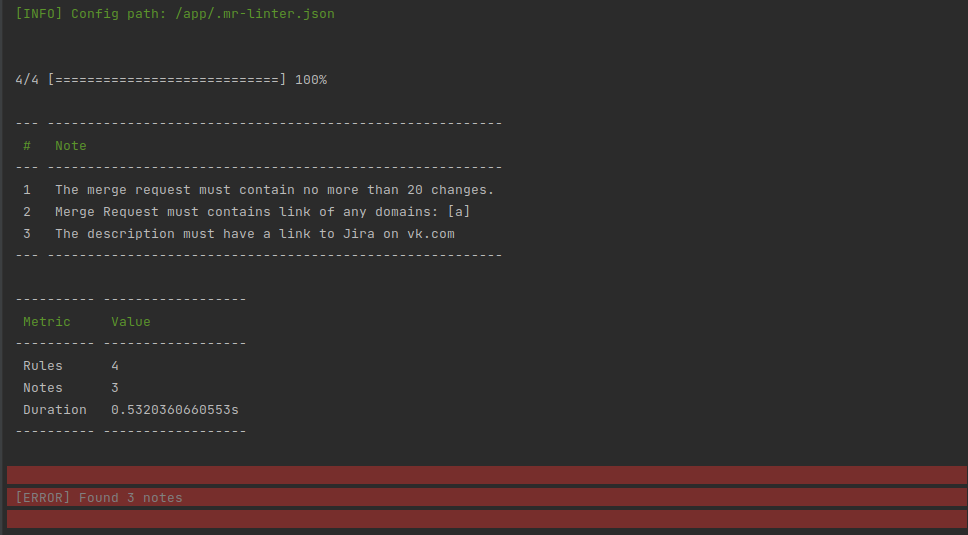 [INFO] Config path: /app/.mr-linter.json
4/4 [============================] 100%
--- ---------------------------------------------------------
# Note
--- ---------------------------------------------------------
1 The merge request must contain no more than 20 changes.
2 Merge Request must contains link of any domains: [a]
3 The description must have a link to Jira on vk.com
--- ---------------------------------------------------------
---------- ------------------
Metric Value
---------- ------------------
Rules 4
Notes 3
Duration 0.5320360660553s
---------- ------------------
[ERROR] Found 3 notes